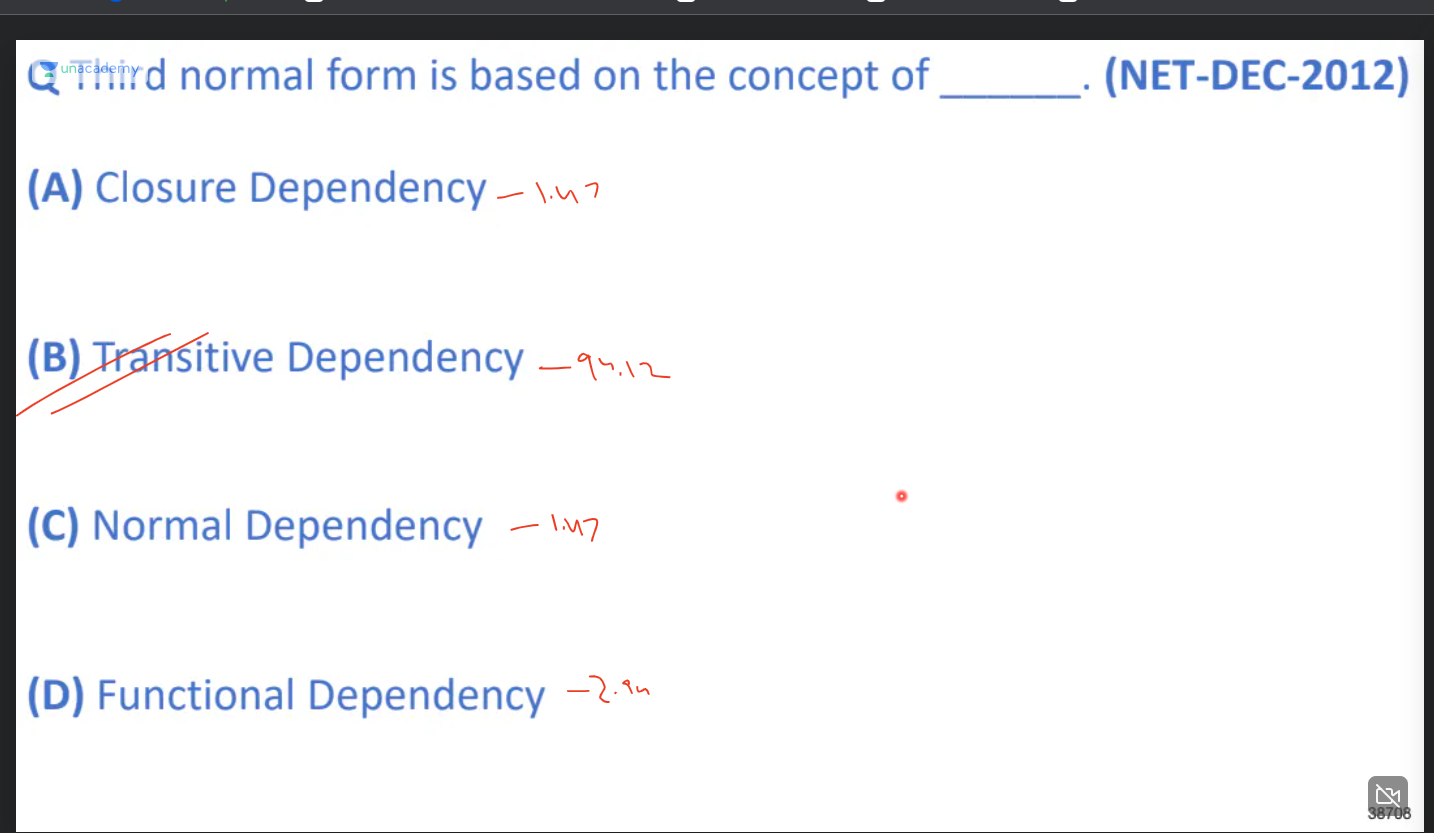 unacademy
Q Third normal form is based on the concept of ______. (NET-DEC-2012)
(A) Closure Dependency – 1.47
(B) Transitive Dependency – 94.12
(C) Normal Dependency – 1.47
(D) Functional Dependency – 2.94
38708